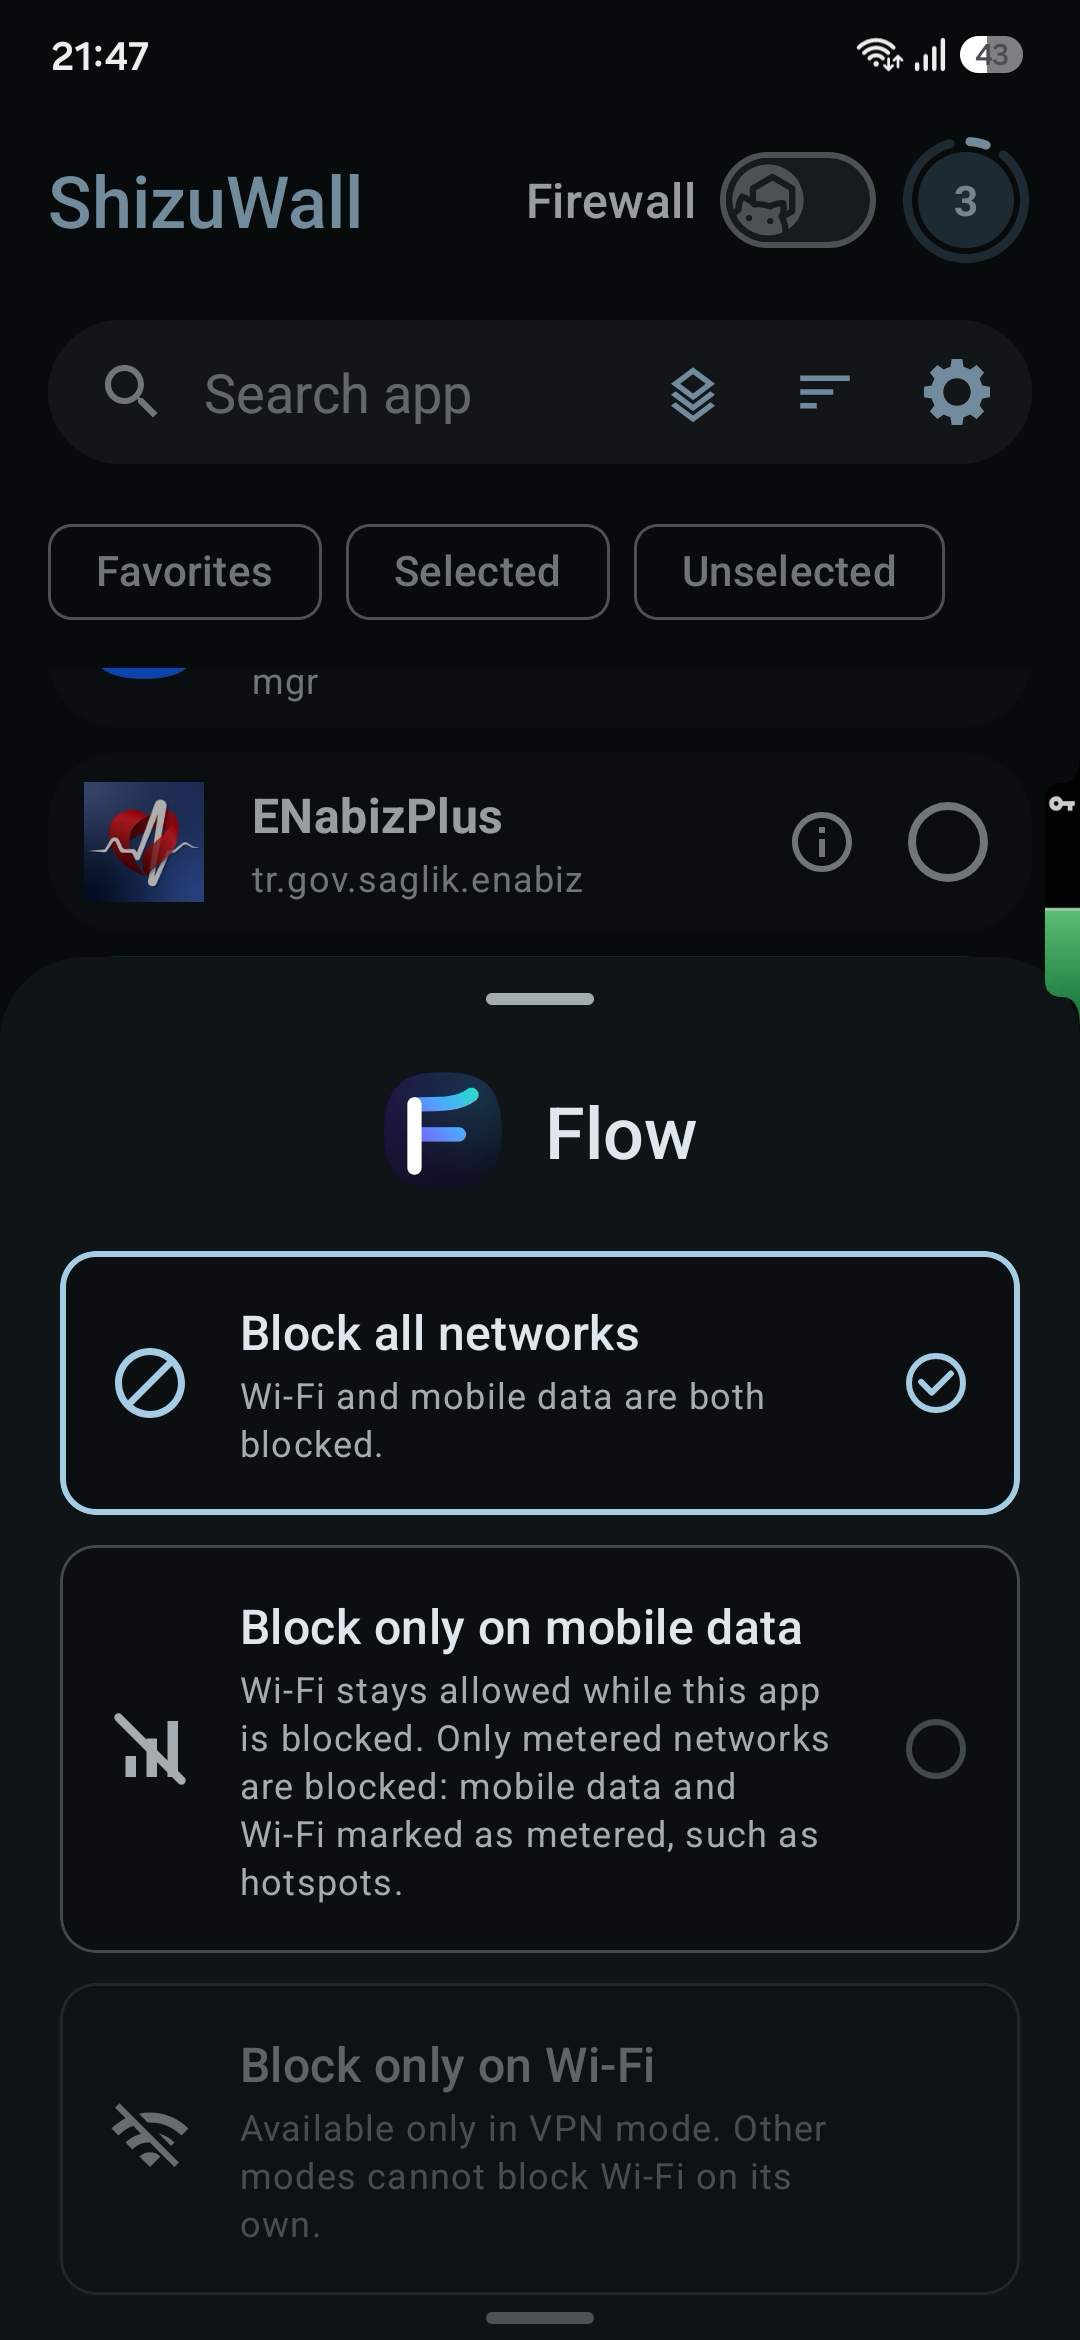 21:47
43
ShizuWall
Firewall
3
Search app
Favorites
Selected
Unselected
mgr
ENabizPlus
tr.gov.saglik.enabiz
Flow
Block all networks
Wi-Fi and mobile data are both
blocked.
Block only on mobile data
Wi-Fi stays allowed while this app
is blocked. Only metered networks
are blocked: mobile data and
Wi-Fi marked as metered, such as
hotspots.
Block only on Wi-Fi
Available only in VPN mode. Other
modes cannot block Wi-Fi on its
own.